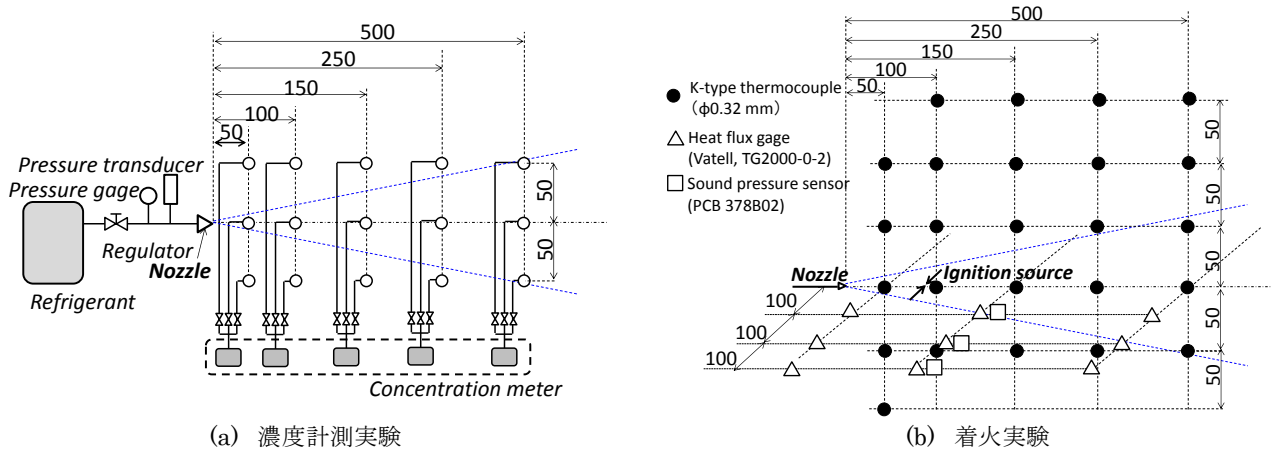 500
250
150
100
50
Pressure transducer
Pressure gage
Regulator
Nozzle
Refrigerant
50
50
Concentration meter
(a) 濃度計測実験
500
250
150
100
50
K-type thermocouple
（φ0.32 mm）
Heat flux gage
(Vatell, TG2000-0-2)
Sound pressure sensor
(PCB 378B02)
50
50
50
50
50
Nozzle
Ignition source
100
100
100
(b) 着火実験